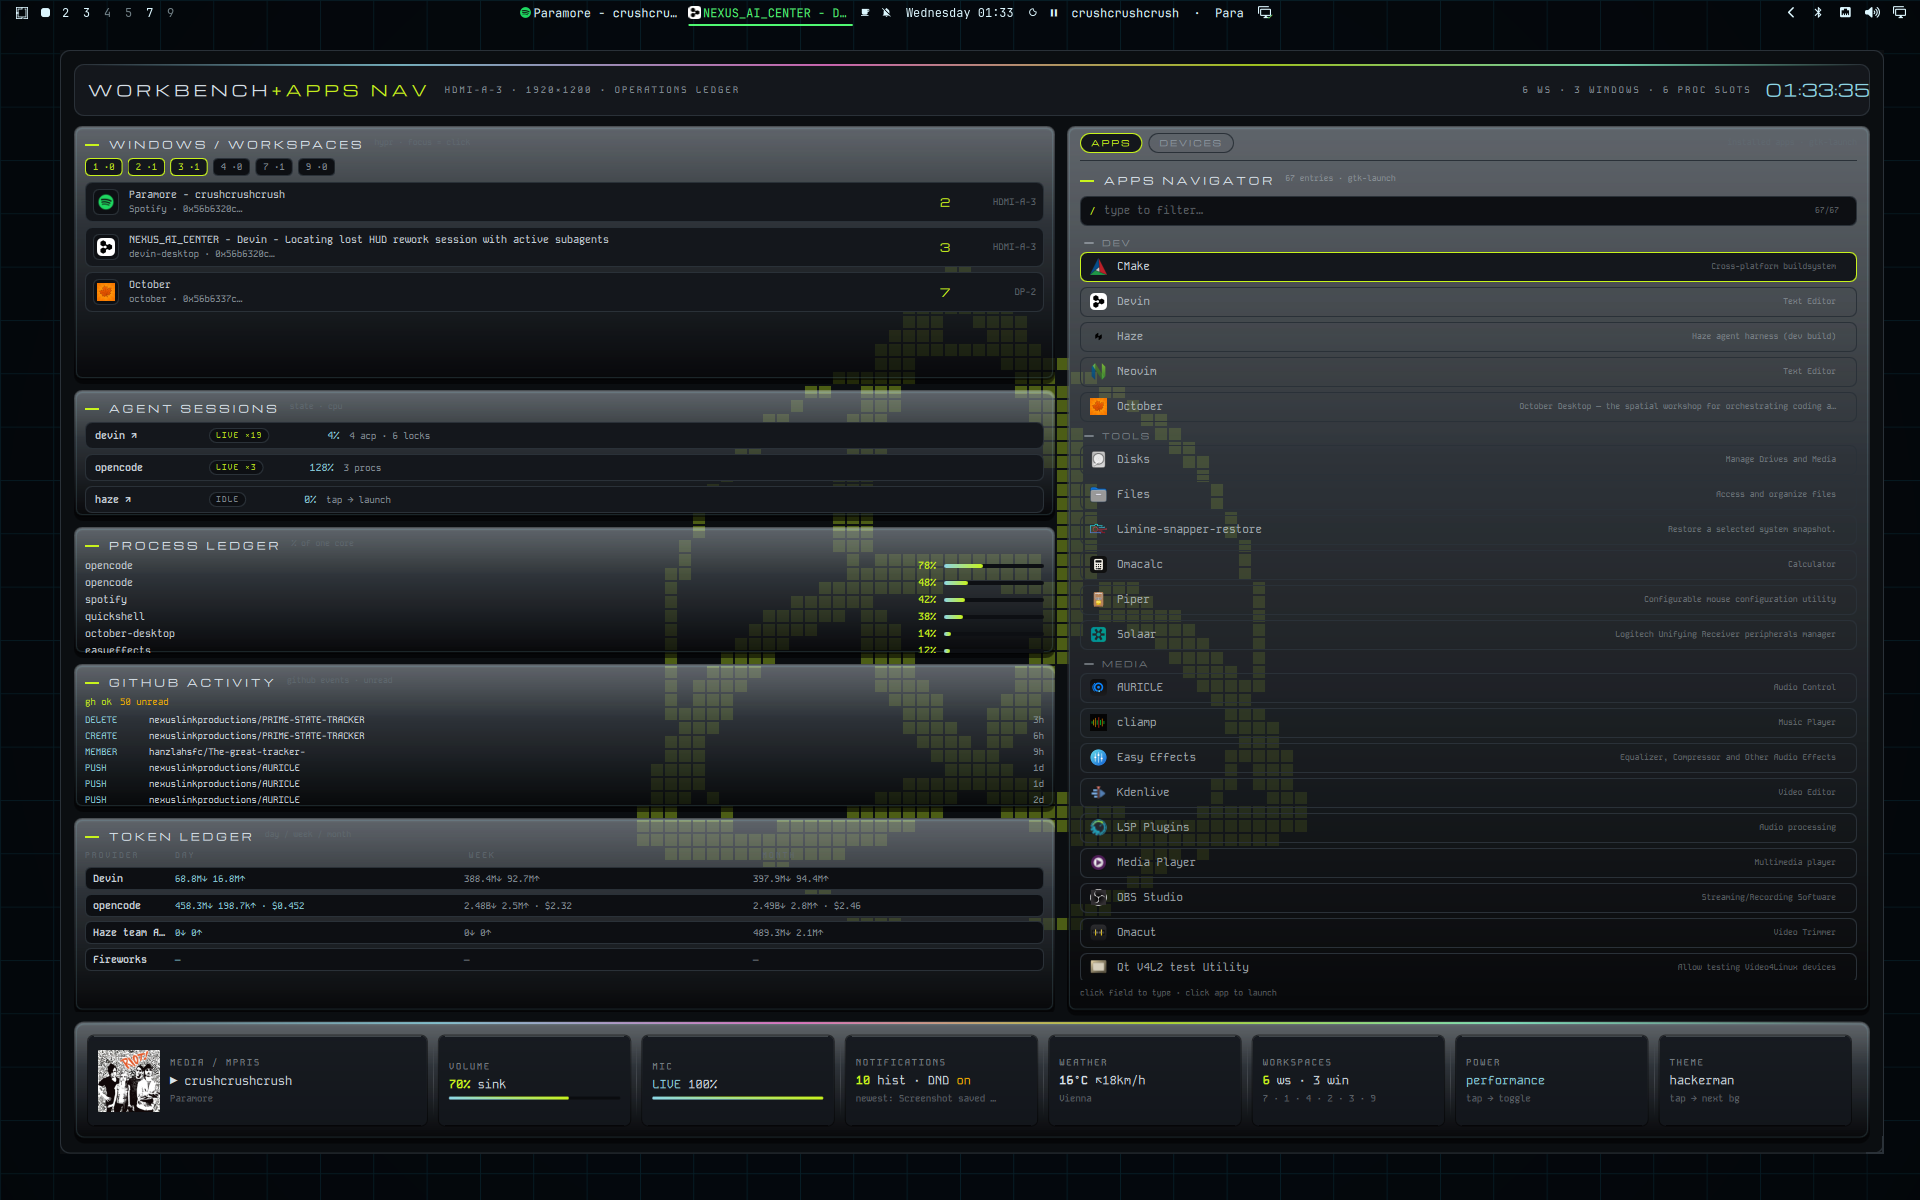 2 3 4 5 7 9
Paramore - crushcru… NEXUS_AI_CENTER - D… Wednesday 01:33 crushcrushcrush · Para
WORKBENCH+APPS NAV HDMI-A-3 · 1920×1200 · OPERATIONS LEDGER
6 WS · 3 WINDOWS · 6 PROC SLOTS 01:33:35
WINDOWS / WORKSPACES
1 ·0 2 ·1 3 ·1 4 ·0 7 ·1 9 ·0
Paramore - crushcrushcrush
Spotify · 0x56b6320c… 2 HDMI-A-3
NEXUS_AI_CENTER - Devin - Locating lost HUD rework session with active subagents
devin-desktop · 0x56b6320c… 3 HDMI-A-3
October
october · 0x56b6337c… 7 DP-2
AGENT SESSIONS state · cpu
devin ↗ LIVE ×19 4% 4 acp · 6 locks
opencode LIVE ×3 128% 3 procs
haze ↗ IDLE 0% tap → launch
PROCESS LEDGER % of one core
opencode 78%
opencode 48%
spotify 42%
quickshell 38%
october-desktop 14%
easyeffects 12%
GITHUB ACTIVITY github events · unread
gh ok 50 unread
DELETE nexuslinkproductions/PRIME-STATE-TRACKER 3h
CREATE nexuslinkproductions/PRIME-STATE-TRACKER 6h
MEMBER hanzlahsfc/The-great-tracker- 9h
PUSH nexuslinkproductions/AURICLE 1d
PUSH nexuslinkproductions/AURICLE 1d
PUSH nexuslinkproductions/AURICLE 2d
TOKEN LEDGER day / week / month
PROVIDER DAY WEEK
Devin 68.8M↓ 16.8M↑ 388.4M↓ 92.7M↑ 397.9M↓ 94.4M↑
opencode 458.3M↓ 198.7k↑ · $0.452 2.48B↓ 2.5M↑ · $2.32 2.49B↓ 2.8M↑ · $2.46
Haze team A… 0↓ 0↑ 0↓ 0↑ 489.3M↓ 2.1M↑
Fireworks — — —
APPS DEVICES
APPS NAVIGATOR 67 entries · gtk-launch
/ type to filter… 67/67
DEV
CMake Cross-platform buildsystem
Devin Text Editor
Haze Haze agent harness (dev build)
Neovim Text Editor
October October Desktop — the spatial workshop for orchestrating coding a…
TOOLS
Disks Manage Drives and Media
Files Access and organize files
Limine-snapper-restore Restore a selected system snapshot.
Omacalc Calculator
Piper Configurable mouse configuration utility
Solaar Logitech Unifying Receiver peripherals manager
MEDIA
AURICLE Audio Control
cliamp Music Player
Easy Effects Equalizer, Compressor and Other Audio Effects
Kdenlive Video Editor
LSP Plugins Audio processing
Media Player Multimedia player
OBS Studio Streaming/Recording Software
Omacut Video Trimmer
Qt V4L2 test Utility Allow testing Video4Linux devices
click field to type · click app to launch
MEDIA / MPRIS
▶ crushcrushcrush
Paramore
VOLUME
70% sink
MIC
LIVE 100%
NOTIFICATIONS
10 hist · DND on
newest: Screenshot saved …
WEATHER
16°C ↖18km/h
Vienna
WORKSPACES
6 ws · 3 win
7 · 1 · 4 · 2 · 3 · 9
POWER
performance
tap → toggle
THEME
hackerman
tap → next bg